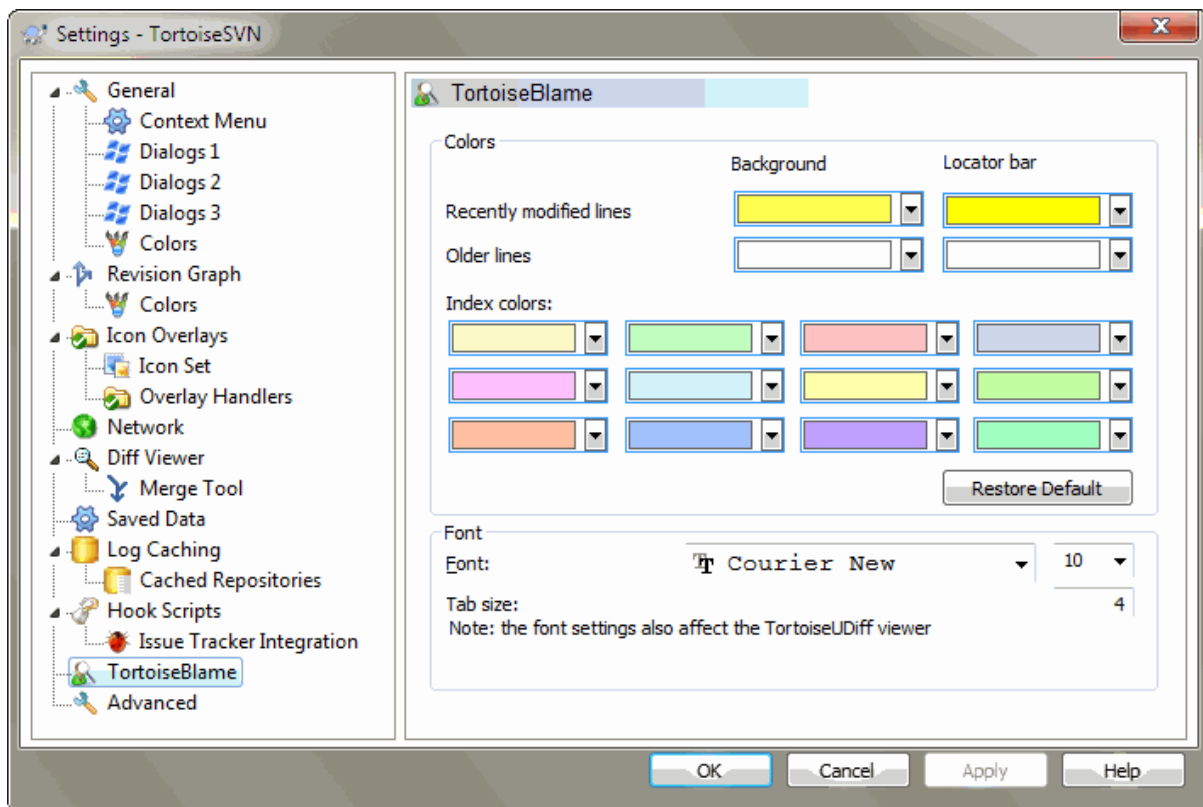 Settings - TortoiseSVN
General
Context Menu
Dialogs 1
Dialogs 2
Dialogs 3
Colors
Revision Graph
Colors
Icon Overlays
Icon Set
Overlay Handlers
Network
Diff Viewer
Merge Tool
Saved Data
Log Caching
Cached Repositories
Hook Scripts
Issue Tracker Integration
TortoiseBlame
Advanced
TortoiseBlame
Colors
Background Locator bar
Recently modified lines
Older lines
Index colors:
Restore Default
Font
Font: Courier New 10
Tab size: 4
Note: the font settings also affect the TortoiseUDiff viewer
OK Cancel Apply Help